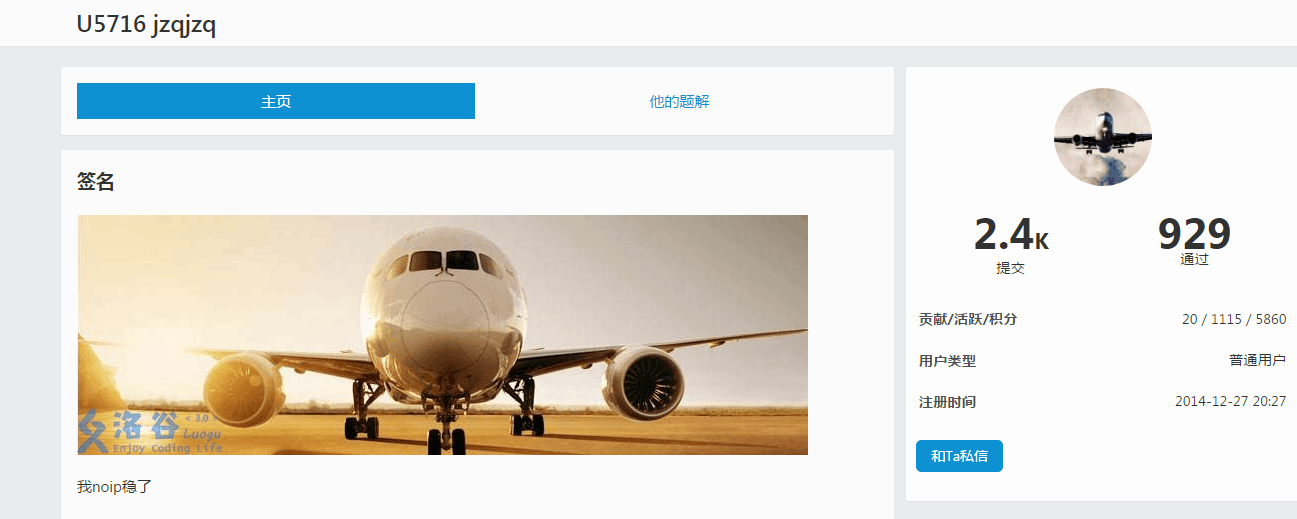 U5716 jzqjzq
主页
他的题解
签名
洛谷 < 3.0 >
Luogu
Enjoy Coding Life
我noip稳了
2.4K
提交
929
通过
贡献/活跃/积分 20 / 1115 / 5860
用户类型 普通用户
注册时间 2014-12-27 20:27
和Ta私信